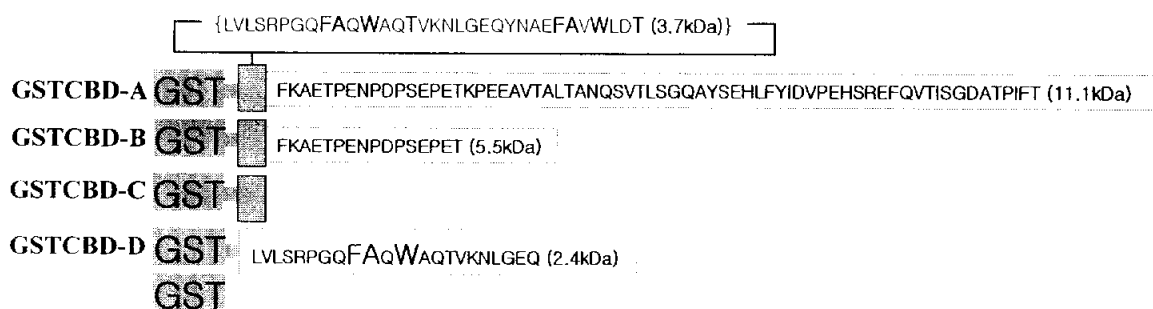 {LVLSRPGQFAQWAQTVKNLGEQYNAEFAVWLDT (3.7kDa)}
GSTCBD-A GST FKAETPENPDPSEPETKPEEAVTALTANQSVTLSGQAYSEHLFYIDVPEHSREFQVTISGDATPIFT (11.1kDa)
GSTCBD-B GST FKAETPENPDPSEPET (5.5kDa)
GSTCBD-C GST
GSTCBD-D GST LVLSRPGQFAQWAQTVKNLGEQ (2.4kDa)
GST